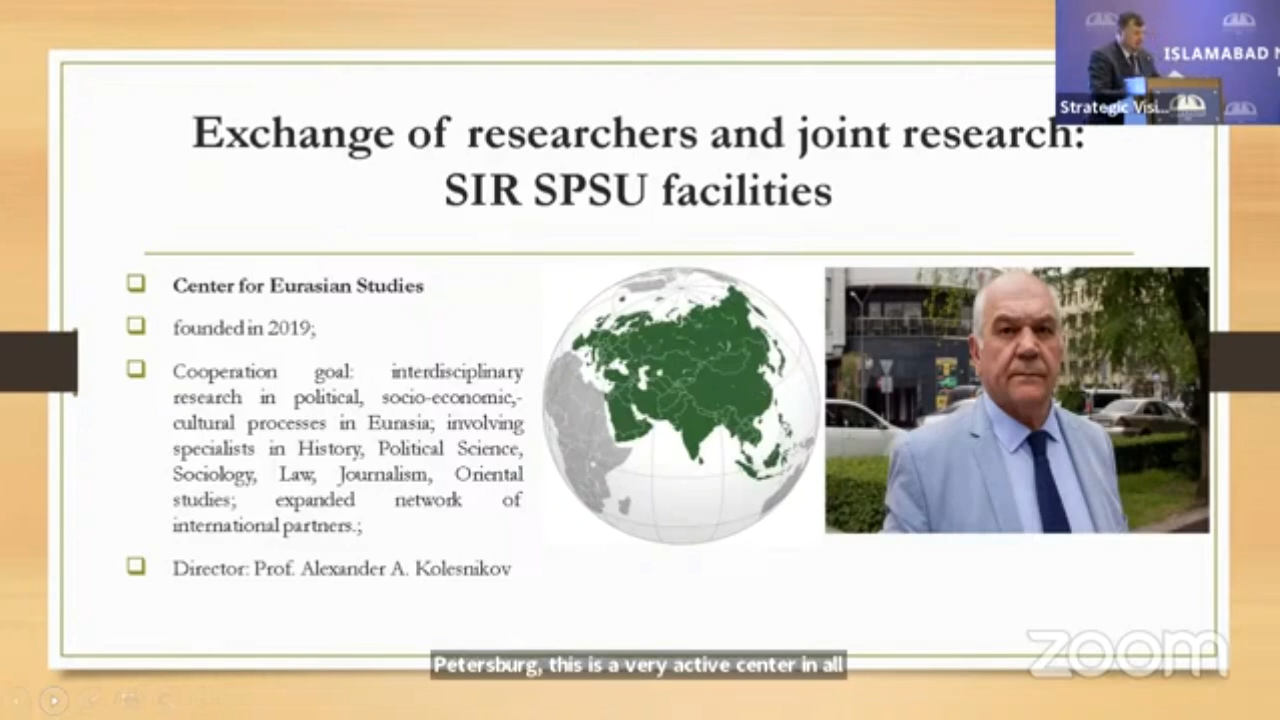 ISLAMABAD
Strategic Visi...
Exchange of researchers and joint research:
SIR SPSU facilities
Center for Eurasian Studies
founded in 2019;
Cooperation goal: interdisciplinary
research in political, socio-economic,-
cultural processes in Eurasia; involving
specialists in History, Political Science,
Sociology, Law, Journalism, Oriental
studies; expanded network of
international partners.;
Director: Prof. Alexander A. Kolesnikov
zoom
Petersburg, this is a very active center in all